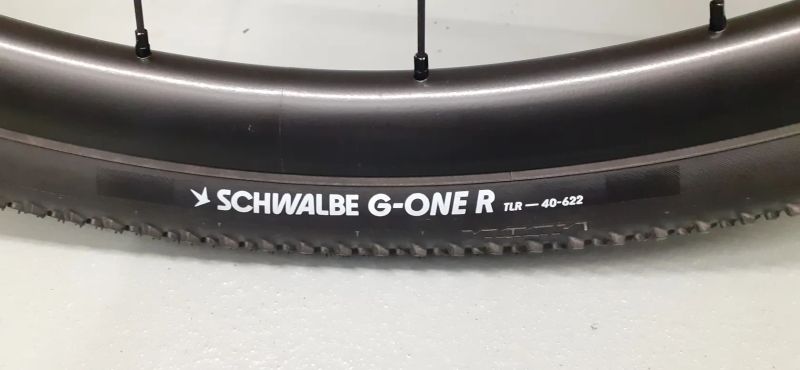 SCHWALBE G-ONE R TLR — 40-622